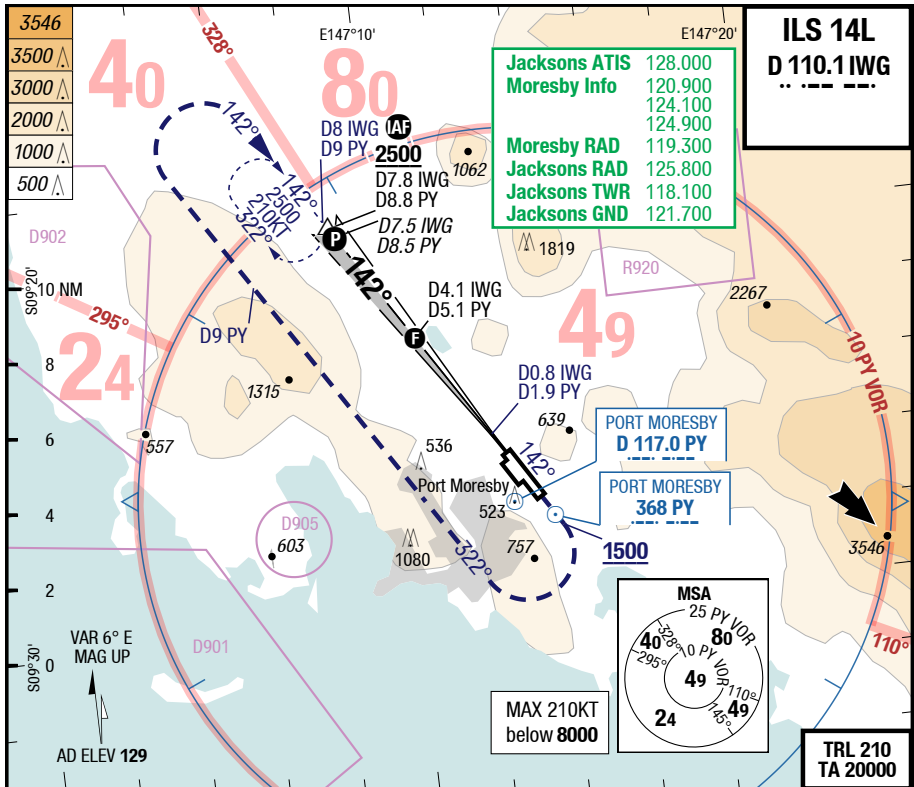 3546
3500
3000
2000
1000
500
E147°10'
E147°20'
ILS 14L
D 110.1 IWG
Jacksons ATIS 128.000
Moresby Info 120.900
124.100
124.900
Moresby RAD 119.300
Jacksons RAD 125.800
Jacksons TWR 118.100
Jacksons GND 121.700
40
328°
80
142°
D8 IWG
D9 PY
IAF
2500
1062
D7.8 IWG
D8.8 PY
142°
2500
210KT
322°
D7.5 IWG
D8.5 PY
P
142°
1819
D902
R920
S09°20'
10 NM
295°
24
D9 PY
D4.1 IWG
D5.1 PY
F
49
2267
10 PY VOR
8
1315
D0.8 IWG
D1.9 PY
639
6
557
536
142°
PORT MORESBY
D 117.0 PY
Port Moresby
523
PORT MORESBY
368 PY
4
D905
603
1080
322°
757
1500
3546
2
MSA
25 PY VOR
40
328°
80
10 PY VOR
295°
49
110°
49
145°
24
110°
S09°30'
0
VAR 6° E
MAG UP
D901
AD ELEV 129
MAX 210KT
below 8000
TRL 210
TA 20000